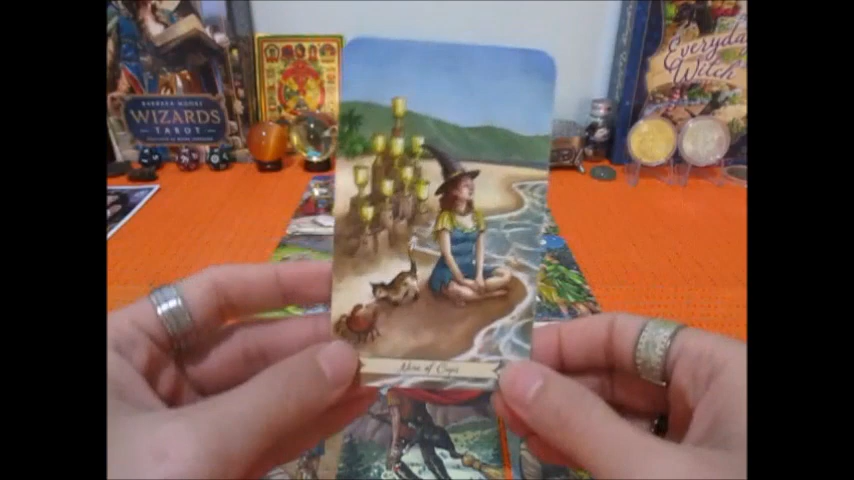 BARBARA MOORE
WIZARDS
TAROT
Everyday
Witch
Nine of Cups